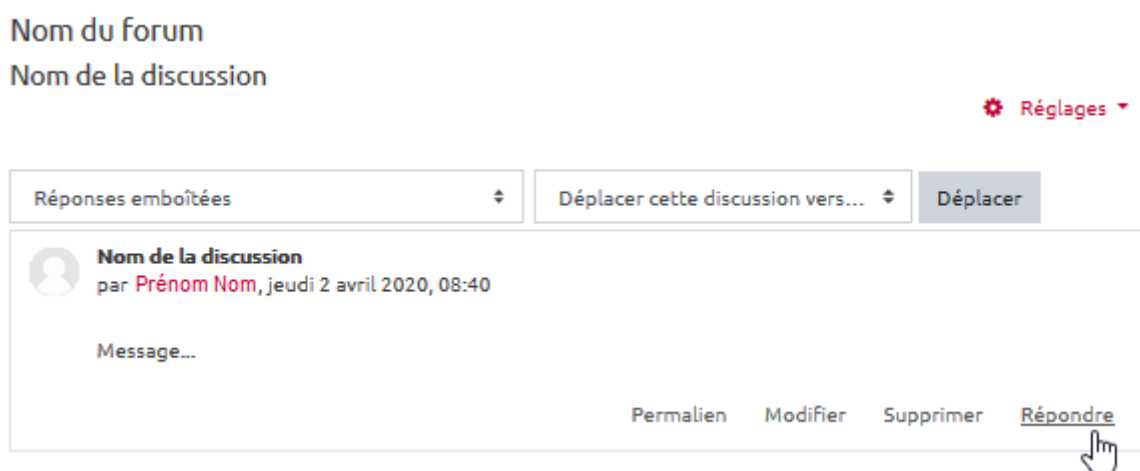 Nom du forum
Nom de la discussion
Réglages
Réponses emboîtées
Déplacer cette discussion vers... Déplacer
Nom de la discussion
par Prénom Nom, jeudi 2 avril 2020, 08:40
Message...
Permalien Modifier Supprimer Répondre